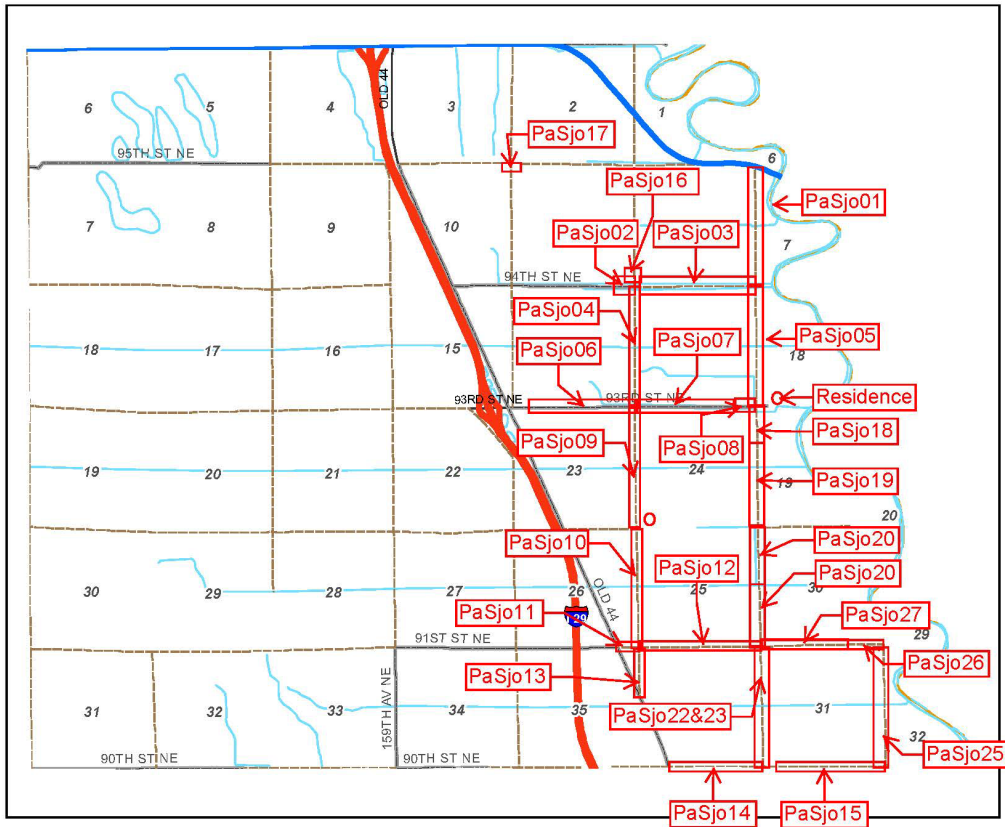 OLD 44
6
5
4
3
2
1
PaSjo17
95TH ST NE
6
PaSjo16
PaSjo01
7
8
9
10
PaSjo02
PaSjo03
7
94TH ST NE
PaSjo04
PaSjo05
18
17
16
15
PaSjo06
PaSjo07
18
93RD ST NE
93RD ST NE
Residence
PaSjo09
PaSjo08
PaSjo18
19
20
21
22
23
24
19
PaSjo19
20
PaSjo10
PaSjo20
PaSjo12
PaSjo20
30
29
28
27
26
OLD 44
25
30
29
PaSjo11
29
PaSjo27
91ST ST NE
PaSjo26
PaSjo13
PaSjo22&23
31
32
33
159TH AV NE
34
35
31
32
PaSjo25
90TH ST NE
90TH ST NE
PaSjo14
PaSjo15